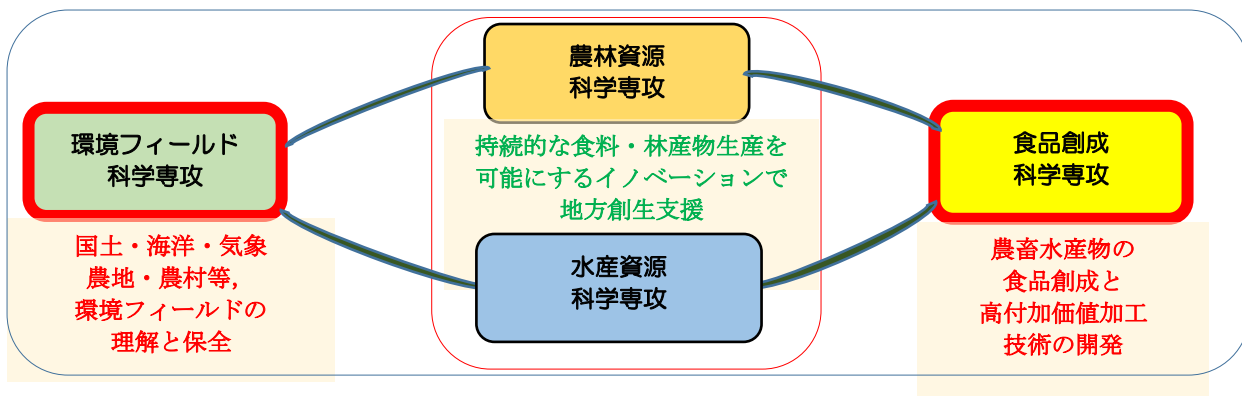 環境フィールド
科学専攻
国土・海洋・気象
農地・農村等,
環境フィールドの
理解と保全
農林資源
科学専攻
持続的な食料・林産物生産を
可能にするイノベーションで
地方創生支援
水産資源
科学専攻
食品創成
科学専攻
農畜水産物の
食品創成と
高付加価値加工
技術の開発